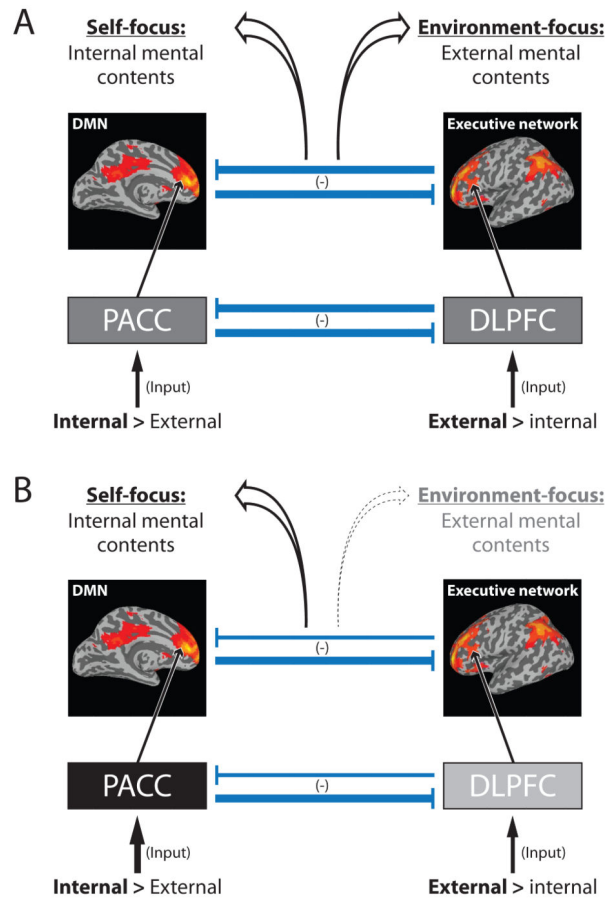 A
Self-focus:
Internal mental
contents
Environment-focus:
External mental
contents
DMN
Executive network
(-)
PACC
(-)
DLPFC
(Input)
(Input)
Internal > External
External > internal
B
Self-focus:
Internal mental
contents
Environment-focus:
External mental
contents
DMN
Executive network
(-)
PACC
(-)
DLPFC
(Input)
(Input)
Internal > External
External > internal